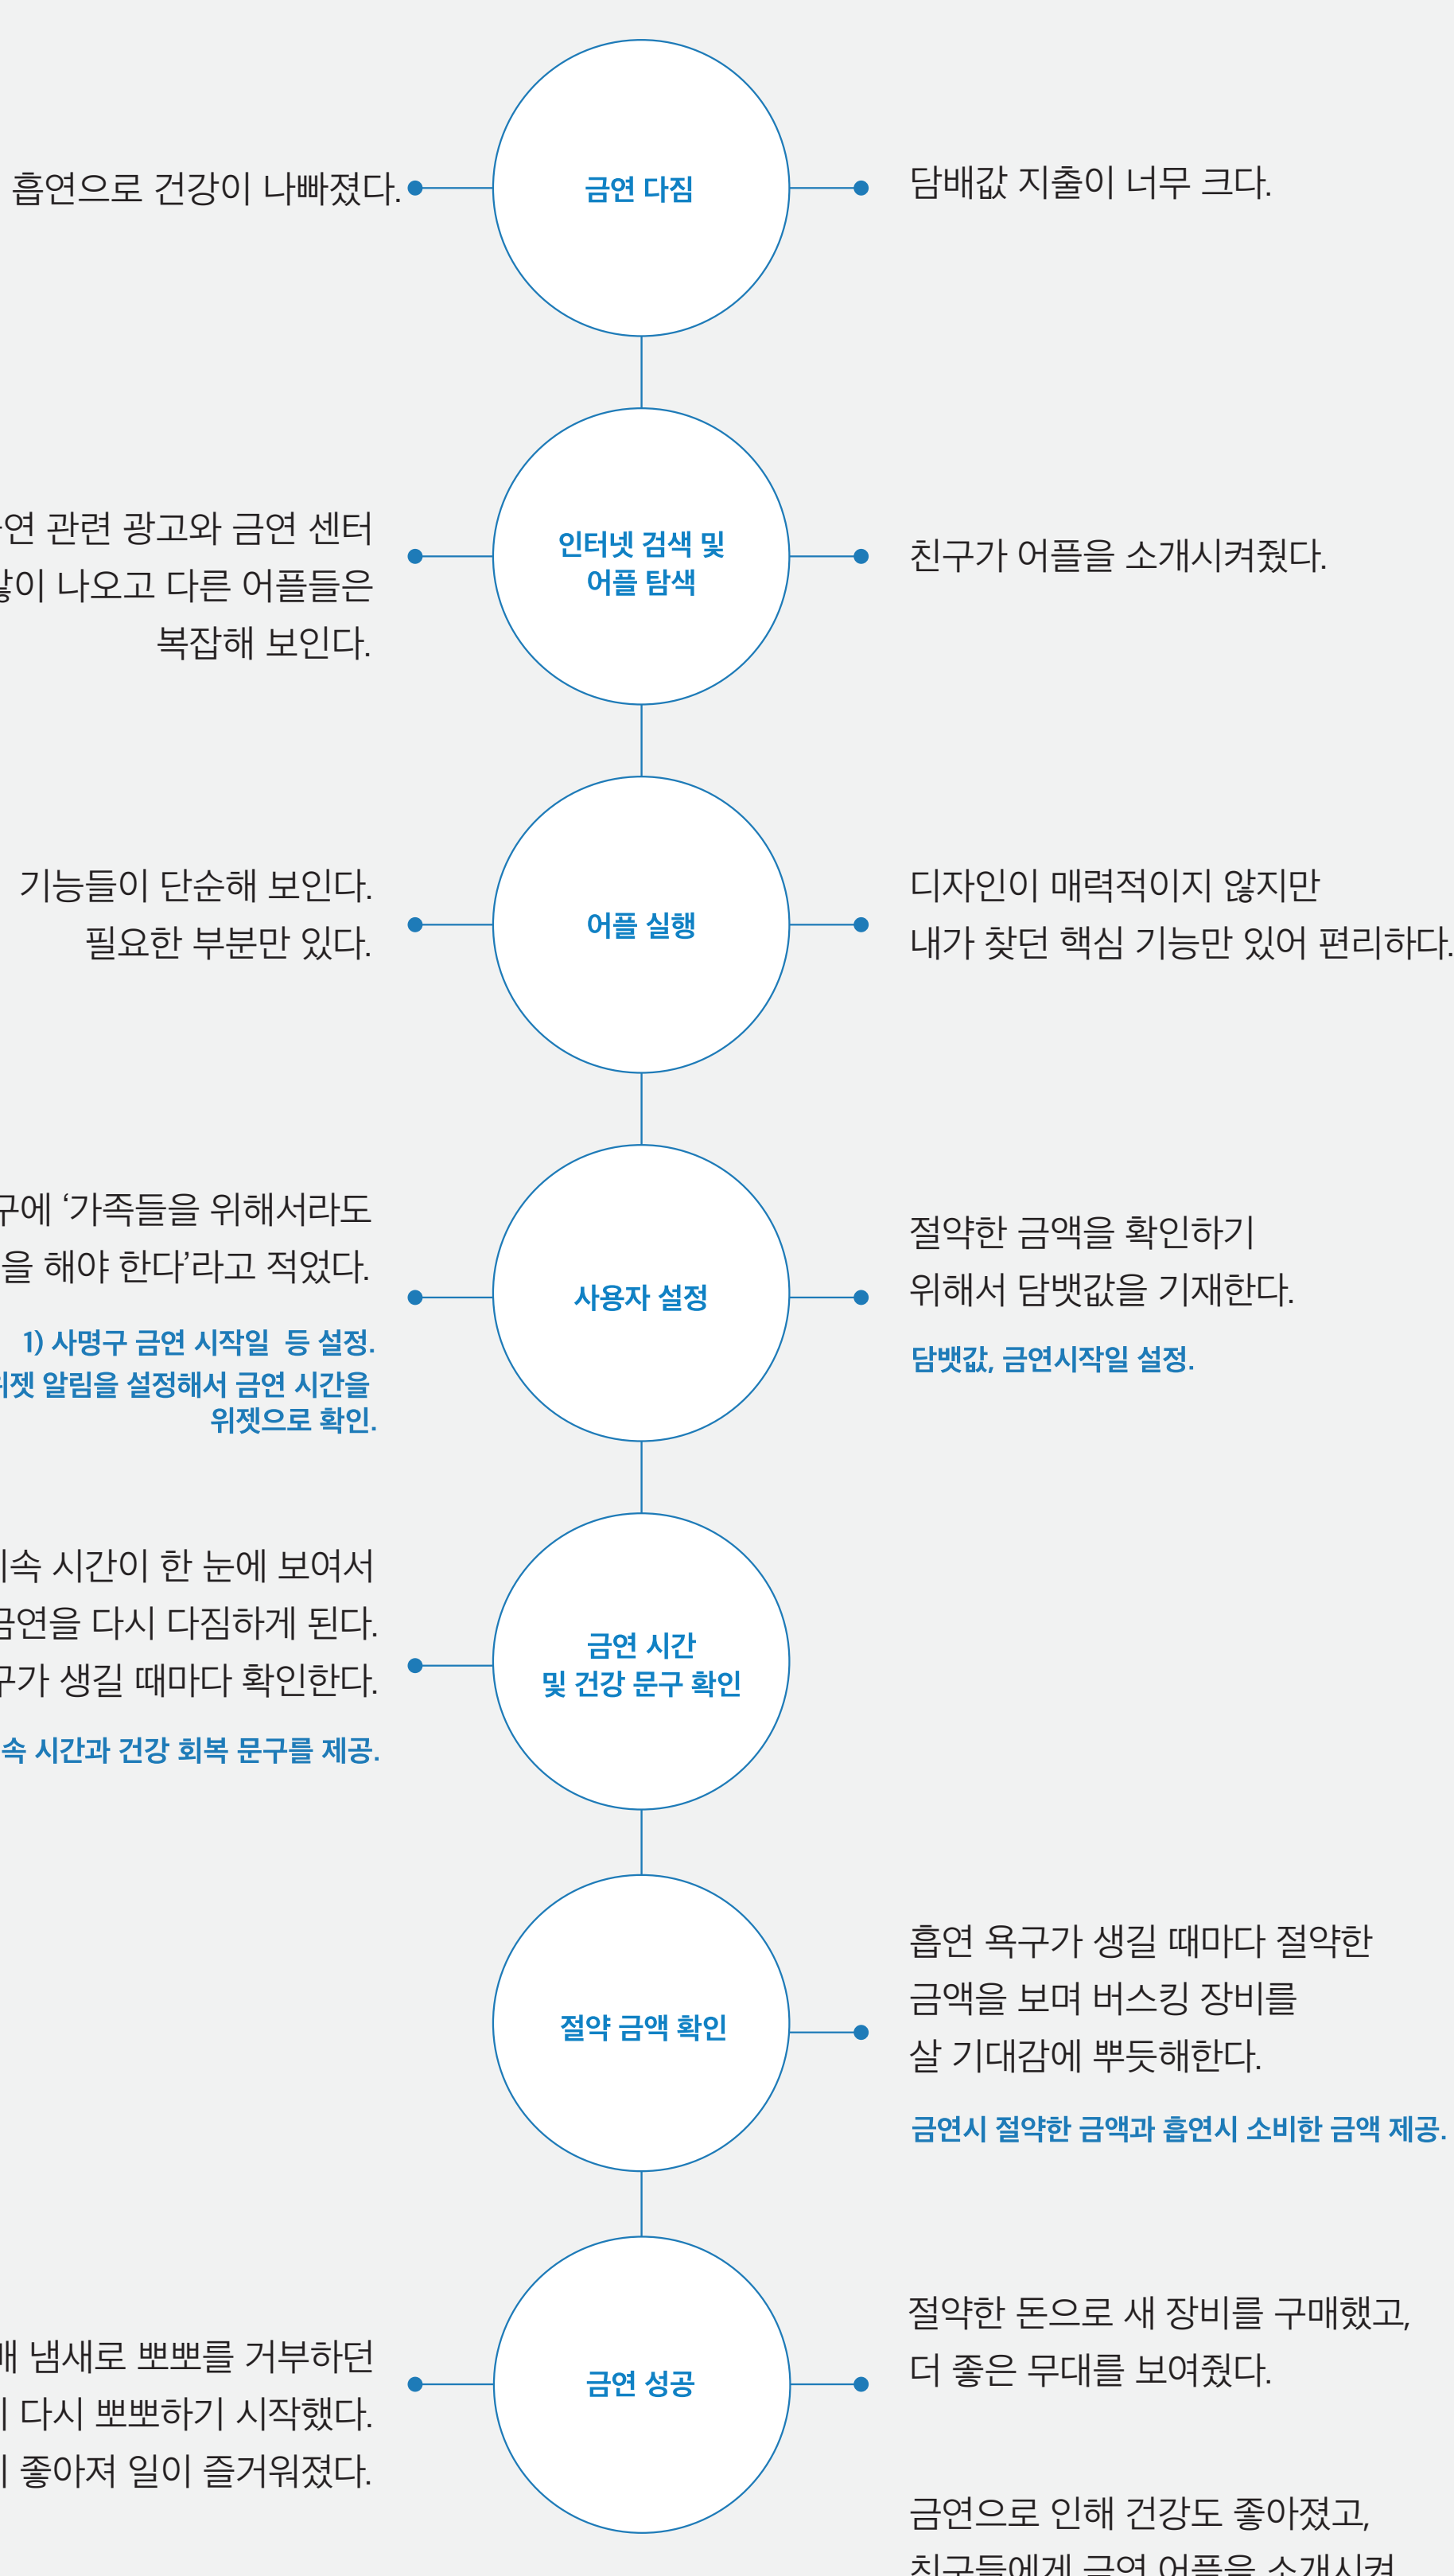 금연 다짐
흡연으로 건강이 나빠졌다.
담배값 지출이 너무 크다.
인터넷 검색 및
어플 탐색
관련 광고와 금연 센터
나오고 다른 어플들은
복잡해 보인다.
친구가 어플을 소개시켜줬다.
어플 실행
기능들이 단순해 보인다.
필요한 부분만 있다.
디자인이 매력적이지 않지만
내가 찾던 핵심 기능만 있어 편리하다.
사용자 설정
‘가족들을 위해서라도
해야 한다’라고 적었다.
1) 사명구 금연 시작일 등 설정.
알림을 설정해서 금연 시간을
위젯으로 확인.
절약한 금액을 확인하기
위해서 담뱃값을 기재한다.
담뱃값, 금연시작일 설정.
금연 시간
및 건강 문구 확인
시간이 한 눈에 보여서
금연을 다시 다짐하게 된다.
생길 때마다 확인한다.
시간과 건강 회복 문구를 제공.
절약 금액 확인
흡연 욕구가 생길 때마다 절약한
금액을 보며 버스킹 장비를
살 기대감에 뿌듯해한다.
금연시 절약한 금액과 흡연시 소비한 금액 제공.
금연 성공
냄새로 뽀뽀를 거부하던
다시 뽀뽀하기 시작했다.
좋아져 일이 즐거워졌다.
절약한 돈으로 새 장비를 구매했고,
더 좋은 무대를 보여줬다.
금연으로 인해 건강도 좋아졌고,
친구들에게 금연 어플을 소개시켜